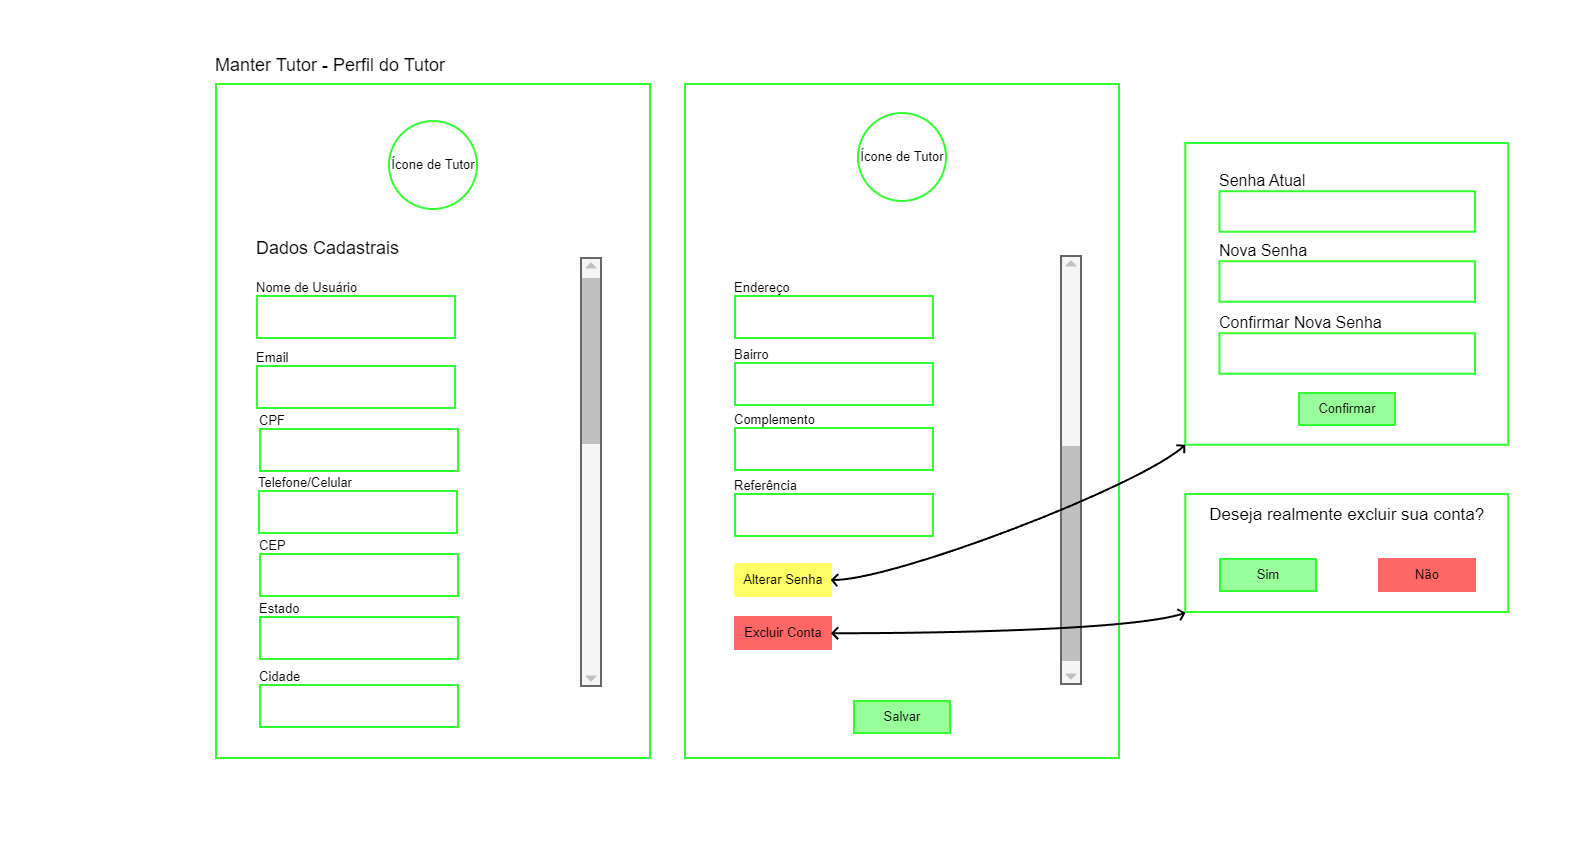 Manter Tutor - Perfil do Tutor
Ícone de Tutor
Dados Cadastrais
Nome de Usuário
Email
CPF
Telefone/Celular
CEP
Estado
Cidade
Ícone de Tutor
Endereço
Bairro
Complemento
Referência
Alterar Senha
Excluir Conta
Salvar
Senha Atual
Nova Senha
Confirmar Nova Senha
Confirmar
Deseja realmente excluir sua conta?
Sim
Não